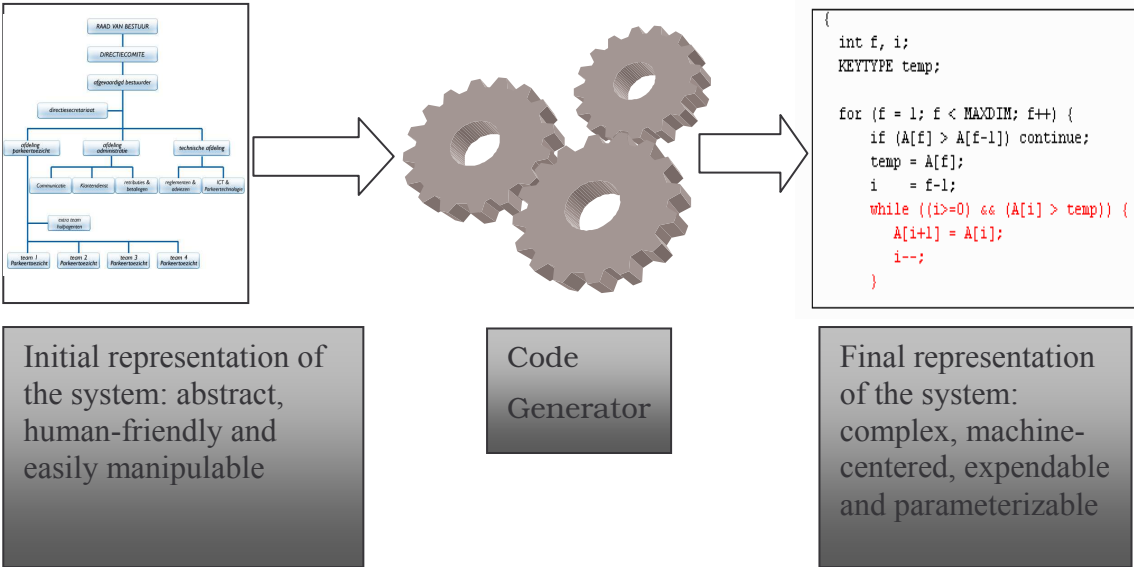 RAAD VAN BESTUUR
DIRECTIECOMITE
afgevaardigd bestuurder
directiesecretariaat
afdeling
parkeertoezicht
afdeling
administratie
technische afdeling
Communicatie
Klantendienst
retributies &
betalingen
reglementen &
adviezen
ICT &
Parkeertechnologie
extra team
hulpagenten
team 1
Parkeertoezicht
team 2
Parkeertoezicht
team 3
Parkeertoezicht
team 4
Parkeertoezicht
{
int f, i;
KEYTYPE temp;
for (f = 1; f < MAXDIM; f++) {
if (A[f] > A[f-1]) continue;
temp = A[f];
i = f-1;
while ((i>=0) && (A[i] > temp)) {
A[i+1] = A[i];
i--;
}
Initial representation of
the system: abstract,
human-friendly and
easily manipulable
Code
Generator
Final representation
of the system:
complex, machine-
centered, expendable
and parameterizable